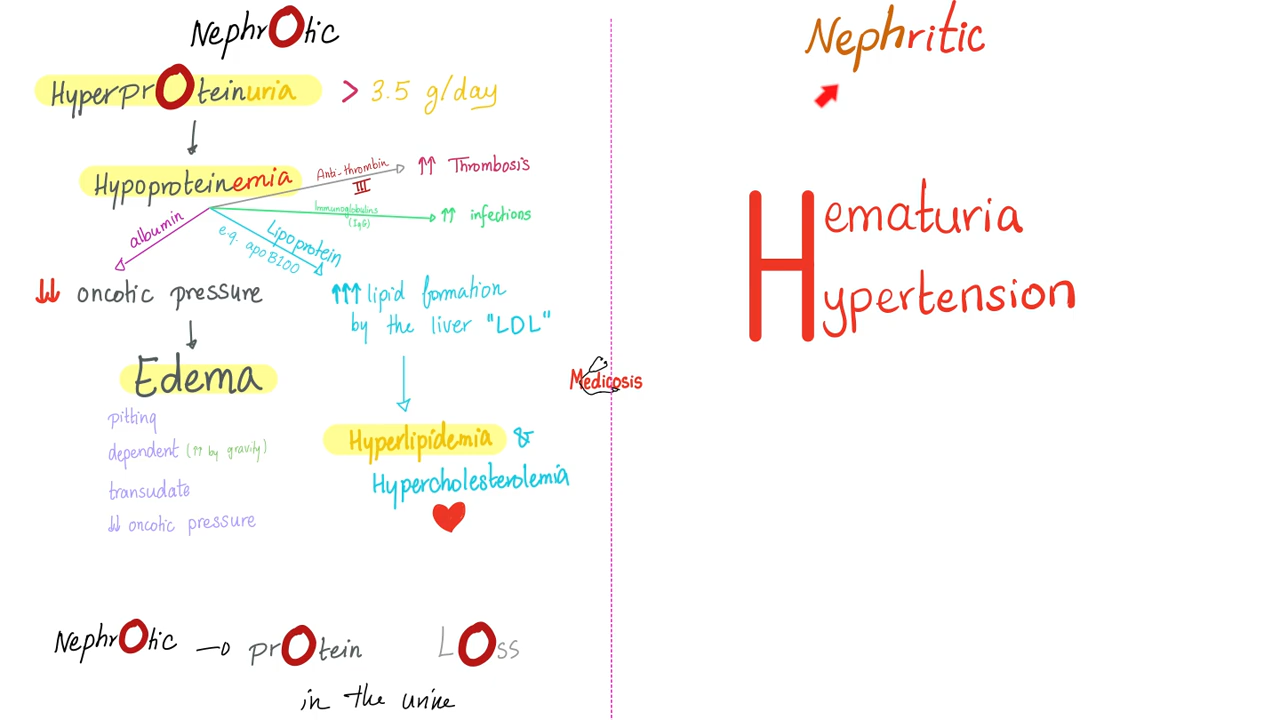 NephrOtic
HyperprOteinuria > 3.5 g/day
Hypoproteinemia
Anti-thrombin
III
↑↑ Thrombosis
Immunoglobulins
(IgG)
↑↑ infections
albumin
Lipoprotein
e.g. apo B100
↓↓ oncotic pressure
↑↑↑ lipid formation
by the liver "LDL"
Edema
pitting
dependent (↑↑ by gravity)
transudate
↓↓ oncotic pressure
Hyperlipidemia &
Hypercholesterolemia
NephrOtic → prOtein LOss
in the urine
Medicosis
Nephritic
Hematuria
Hypertension